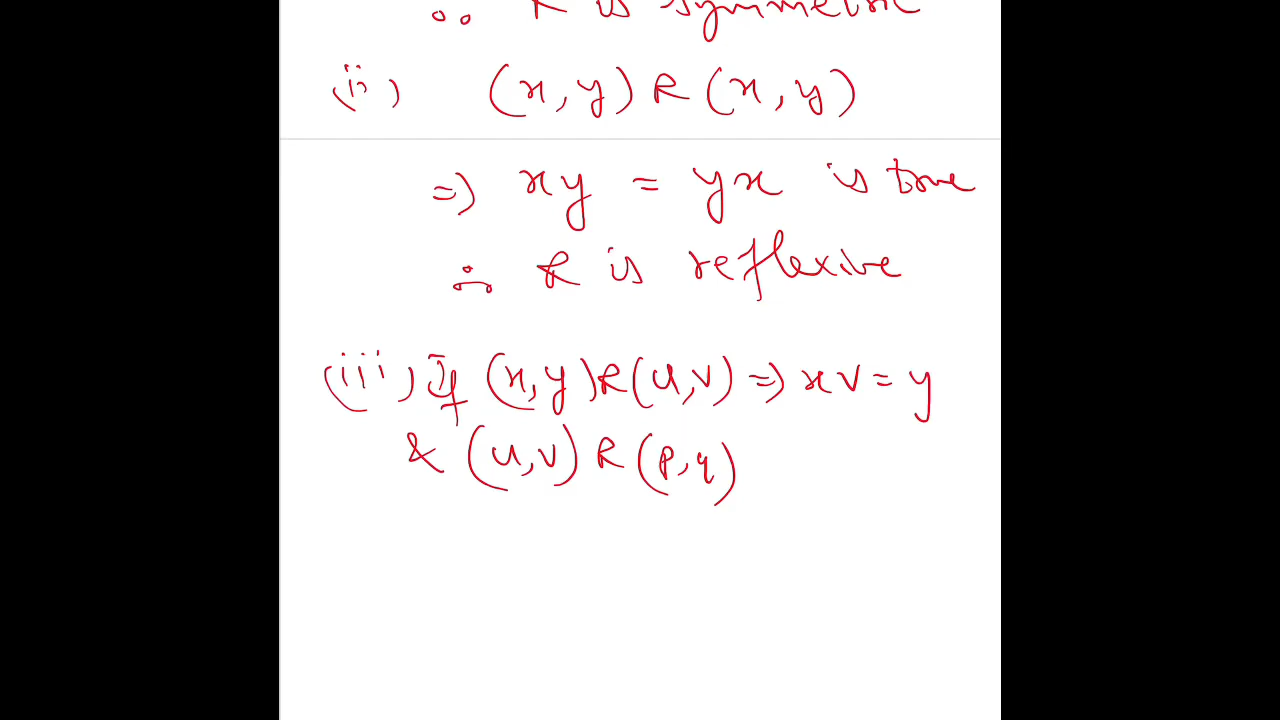 ∴ R is symmetric
(ii) (x, y) R (x, y)
⇒ xy = yx is true
∴ R is reflexive
(iii) If (x, y) R (u, v) ⇒ xv = y
& (u, v) R (p, q)